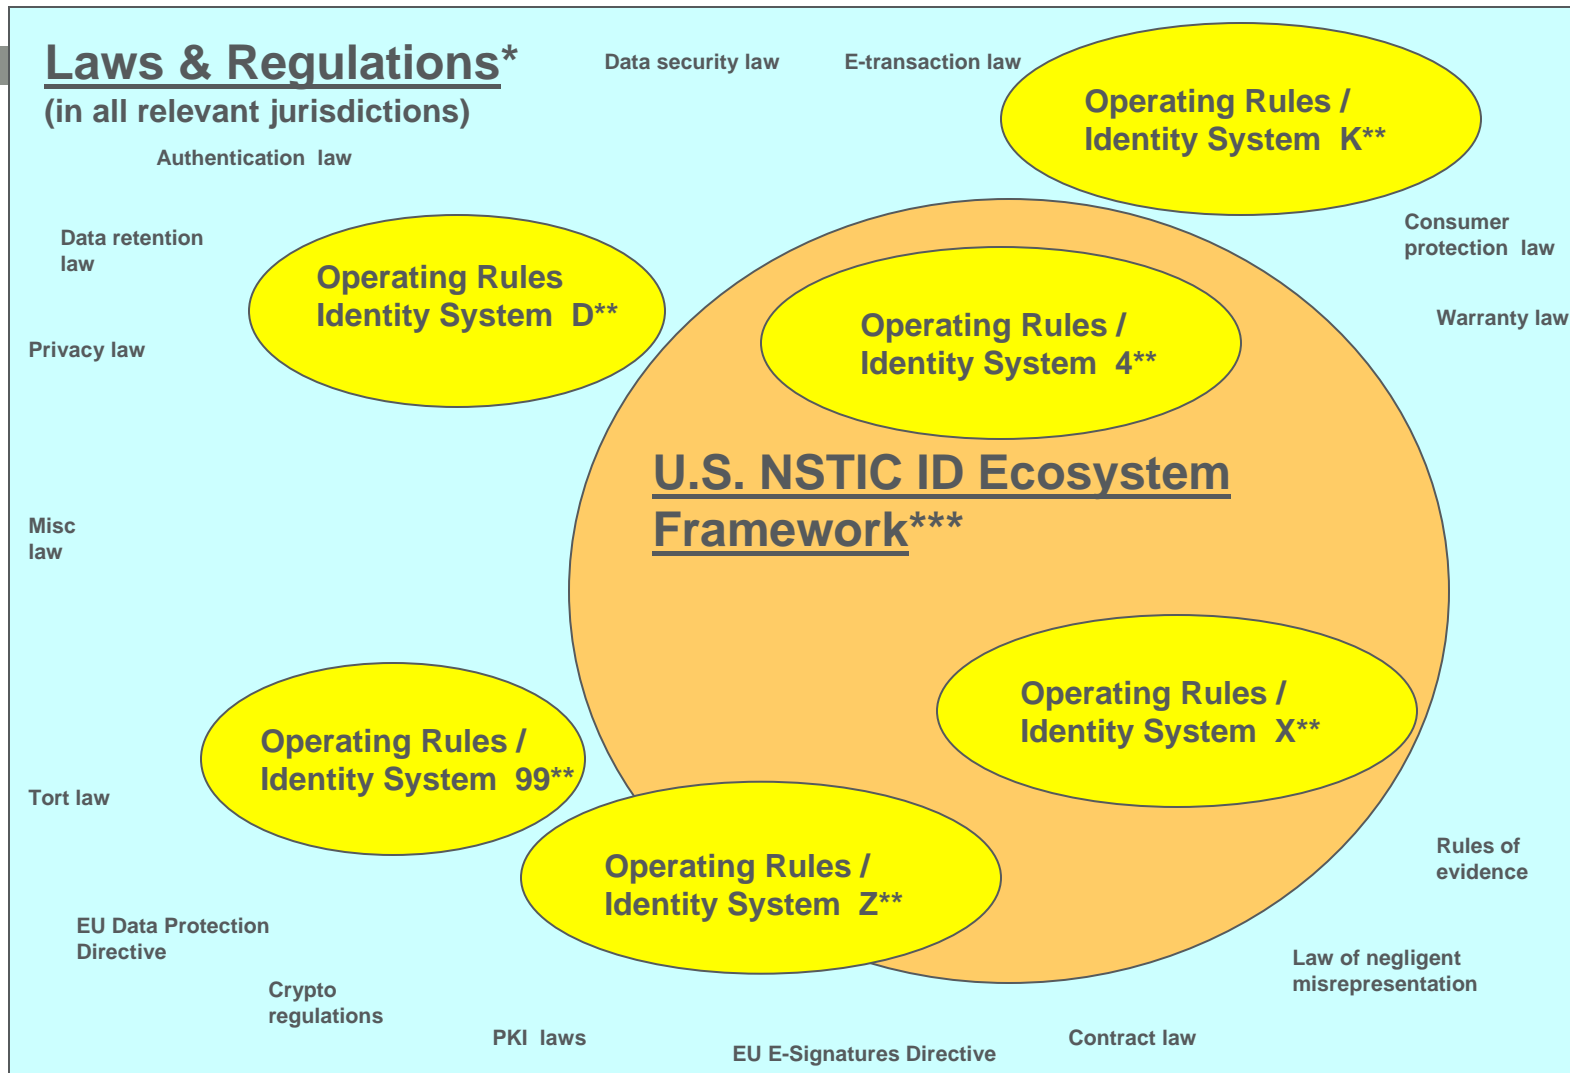 Laws & Regulations*
(in all relevant jurisdictions)
Data security law
E-transaction law
Operating Rules /
Identity System K**
Authentication law
Data retention
law
Operating Rules
Identity System D**
Consumer
protection law
Operating Rules /
Identity System 4**
Warranty law
Privacy law
U.S. NSTIC ID Ecosystem
Framework***
Misc
law
Operating Rules /
Identity System X**
Operating Rules /
Identity System 99**
Tort law
Operating Rules /
Identity System Z**
Rules of
evidence
EU Data Protection
Directive
Law of negligent
misrepresentation
Crypto
regulations
PKI laws
EU E-Signatures Directive
Contract law